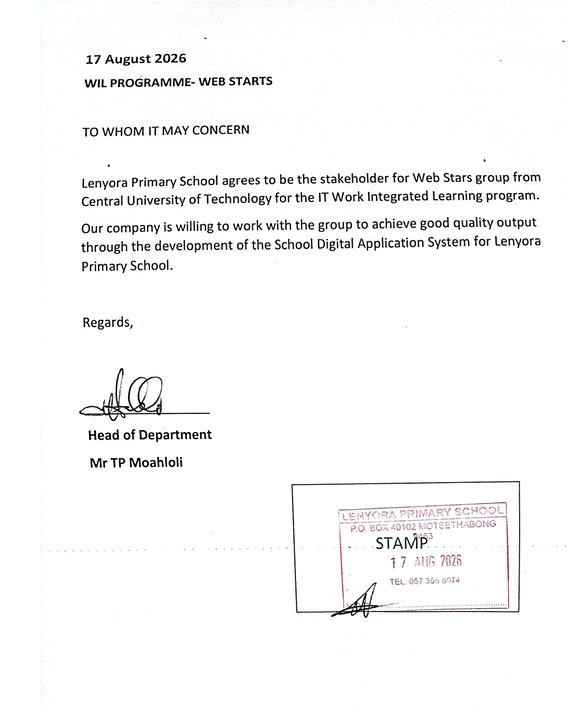 17 August 2026
WIL PROGRAMME- WEB STARTS
TO WHOM IT MAY CONCERN
Lenyora Primary School agrees to be the stakeholder for Web Stars group from
Central University of Technology for the IT Work Integrated Learning program.
Our company is willing to work with the group to achieve good quality output
through the development of the School Digital Application System for Lenyora
Primary School.
Regards,
Head of Department
Mr TP Moahloli
LENYORA PRIMARY SCHOOL
P.O. BOX 40102 MOTSETHABONG
STAMP
17 AUG 2026
TEL 057